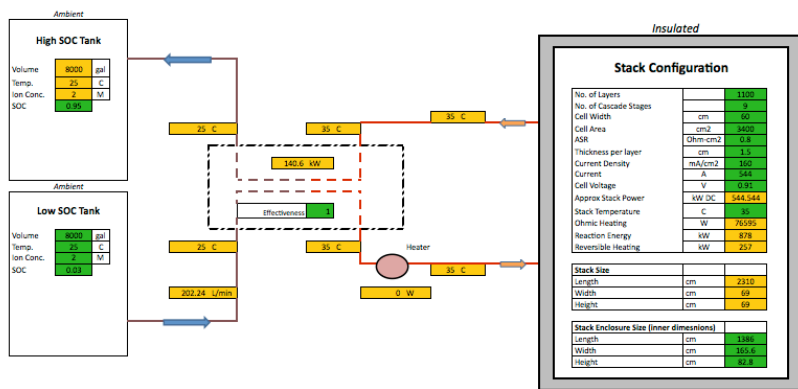 Ambient
High SOC Tank
Volume 8000 gal
Temp. 25 C
Ion Conc. 2 M
SOC 0.95
Ambient
Low SOC Tank
Volume 8000 gal
Temp. 25 C
Ion Conc. 2 M
SOC 0.03
25 C
35 C
35 C
140.6 kW
Effectiveness 1
25 C
35 C
Heater
35 C
202.24 L/min
0 W
Insulated
Stack Configuration
No. of Layers 1100
No. of Cascade Stages 9
Cell Width cm 60
Cell Area cm2 3400
ASR Ohm-cm2 0.8
Thickness per layer cm 1.5
Current Density mA/cm2 160
Current A 544
Cell Voltage V 0.91
Approx Stack Power kW DC 544.544
Stack Temperature C 35
Ohmic Heating W 76595
Reaction Energy kW 878
Reversible Heating kW 257
Stack Size
Length cm 2310
Width cm 69
Height cm 69
Stack Enclosure Size (inner dimesnions)
Length cm 1386
Width cm 165.6
Height cm 82.8